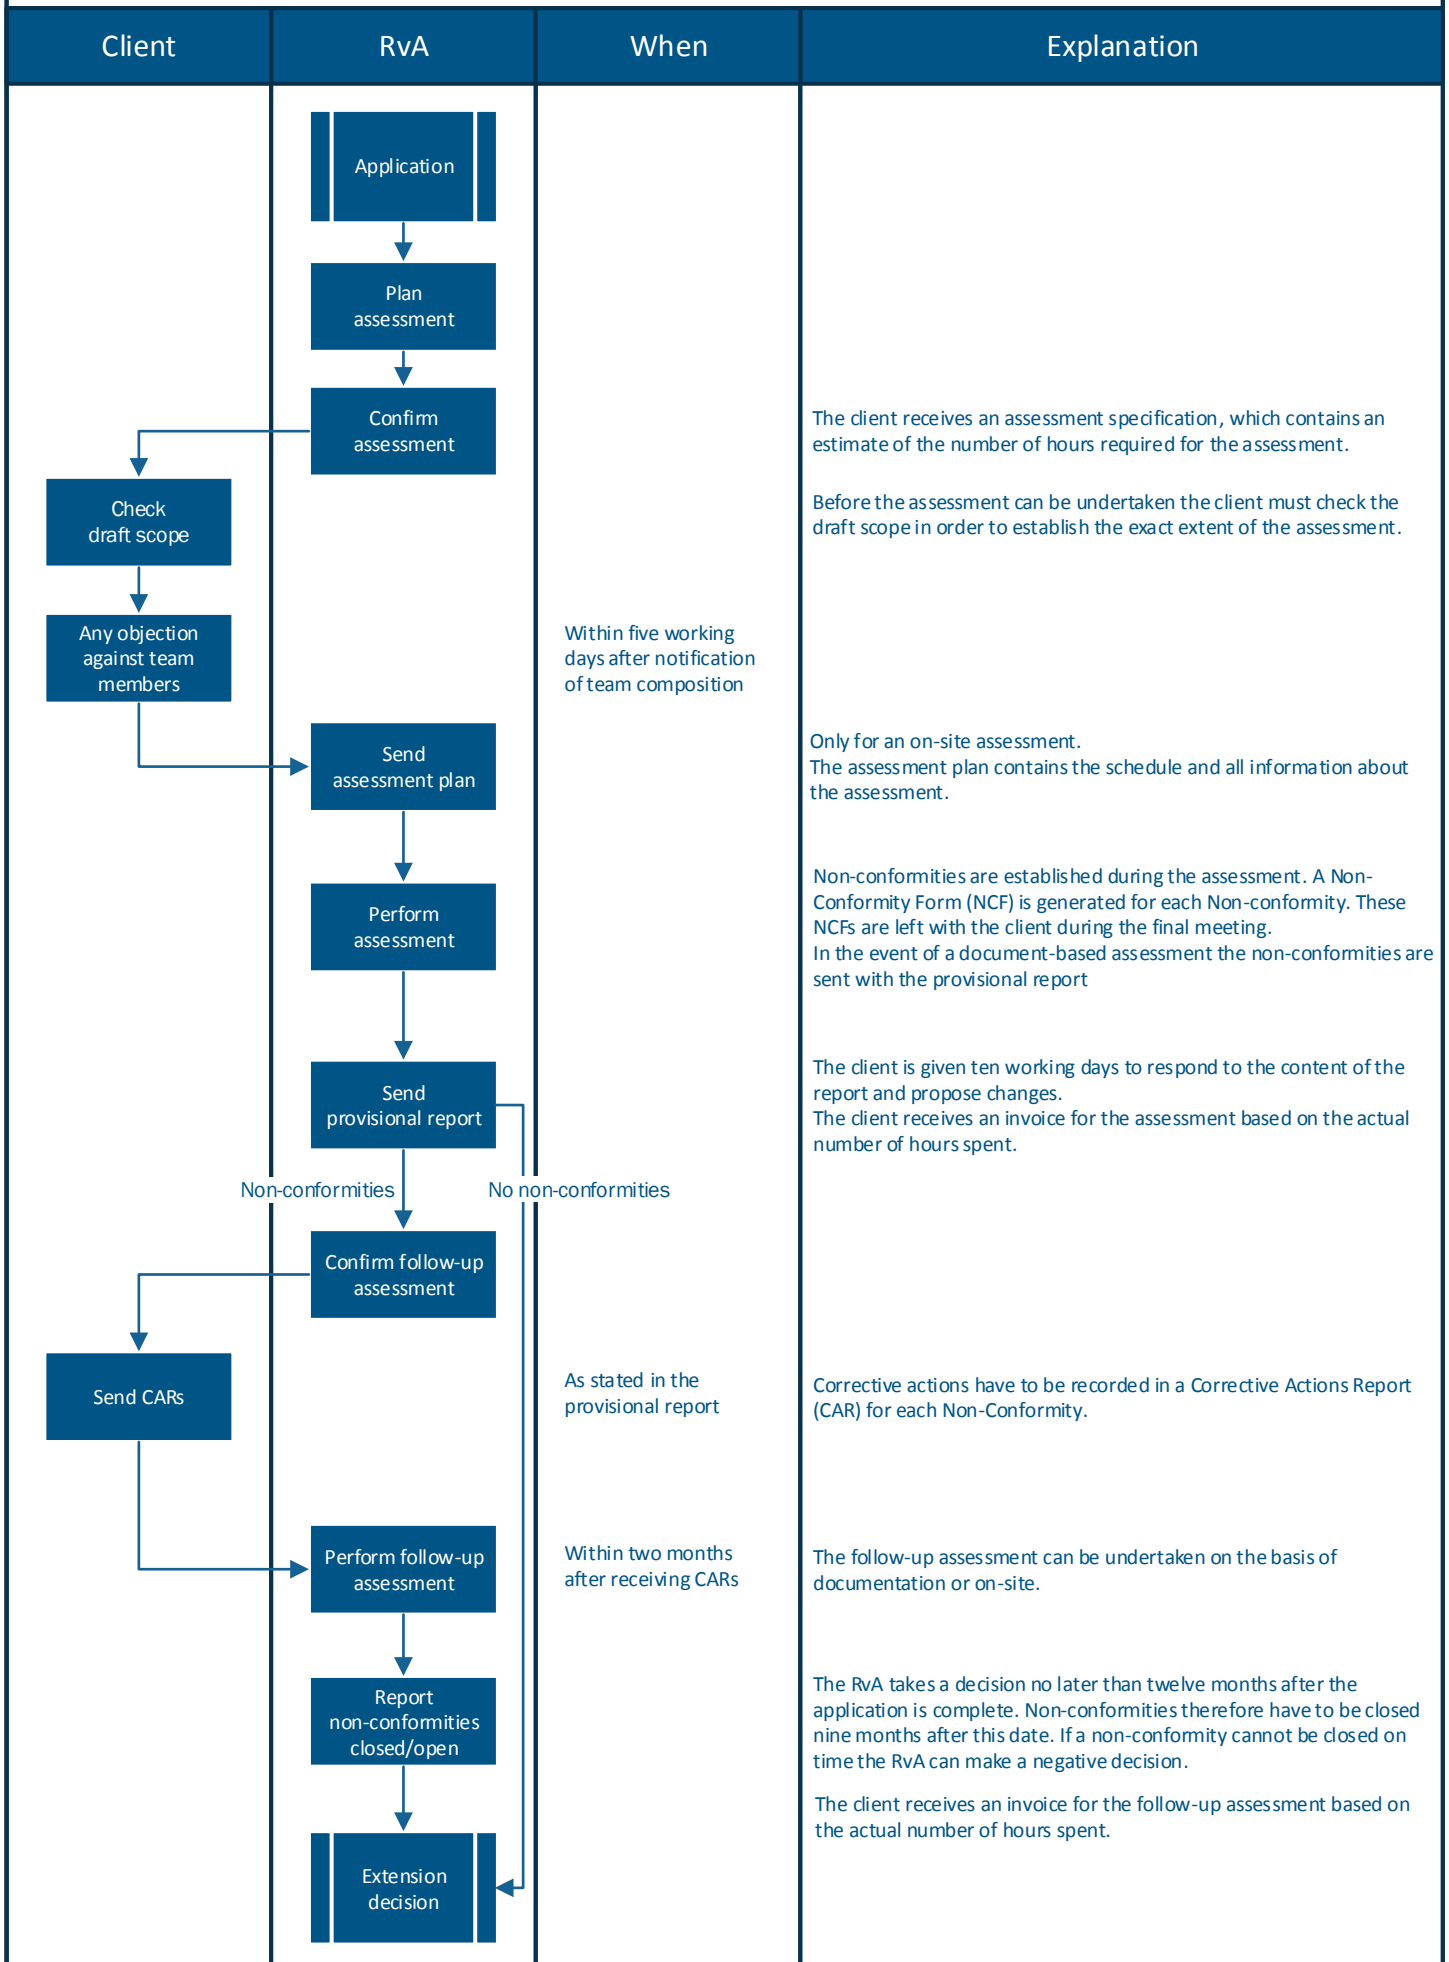 Client
RvA
When
Explanation
Application
Plan
assessment
Confirm
assessment
The client receives an assessment specification, which contains an
estimate of the number of hours required for the assessment.
Check
draft scope
Before the assessment can be undertaken the client must check the
draft scope in order to establish the exact extent of the assessment.
Any objection
against team
members
Within five working
days after notification
of team composition
Send
assessment plan
Only for an on-site assessment.
The assessment plan contains the schedule and all information about
the assessment.
Perform
assessment
Non-conformities are established during the assessment. A Non-
Conformity Form (NCF) is generated for each Non-conformity. These
NCFs are left with the client during the final meeting.
In the event of a document-based assessment the non-conformities are
sent with the provisional report
Send
provisional report
The client is given ten working days to respond to the content of the
report and propose changes.
The client receives an invoice for the assessment based on the actual
number of hours spent.
Non-conformities
No non-conformities
Confirm follow-up
assessment
Send CARs
As stated in the
provisional report
Corrective actions have to be recorded in a Corrective Actions Report
(CAR) for each Non-Conformity.
Perform follow-up
assessment
Within two months
after receiving CARs
The follow-up assessment can be undertaken on the basis of
documentation or on-site.
Report
non-conformities
closed/open
The RvA takes a decision no later than twelve months after the
application is complete. Non-conformities therefore have to be closed
nine months after this date. If a non-conformity cannot be closed on
time the RvA can make a negative decision.
The client receives an invoice for the follow-up assessment based on
the actual number of hours spent.
Extension
decision